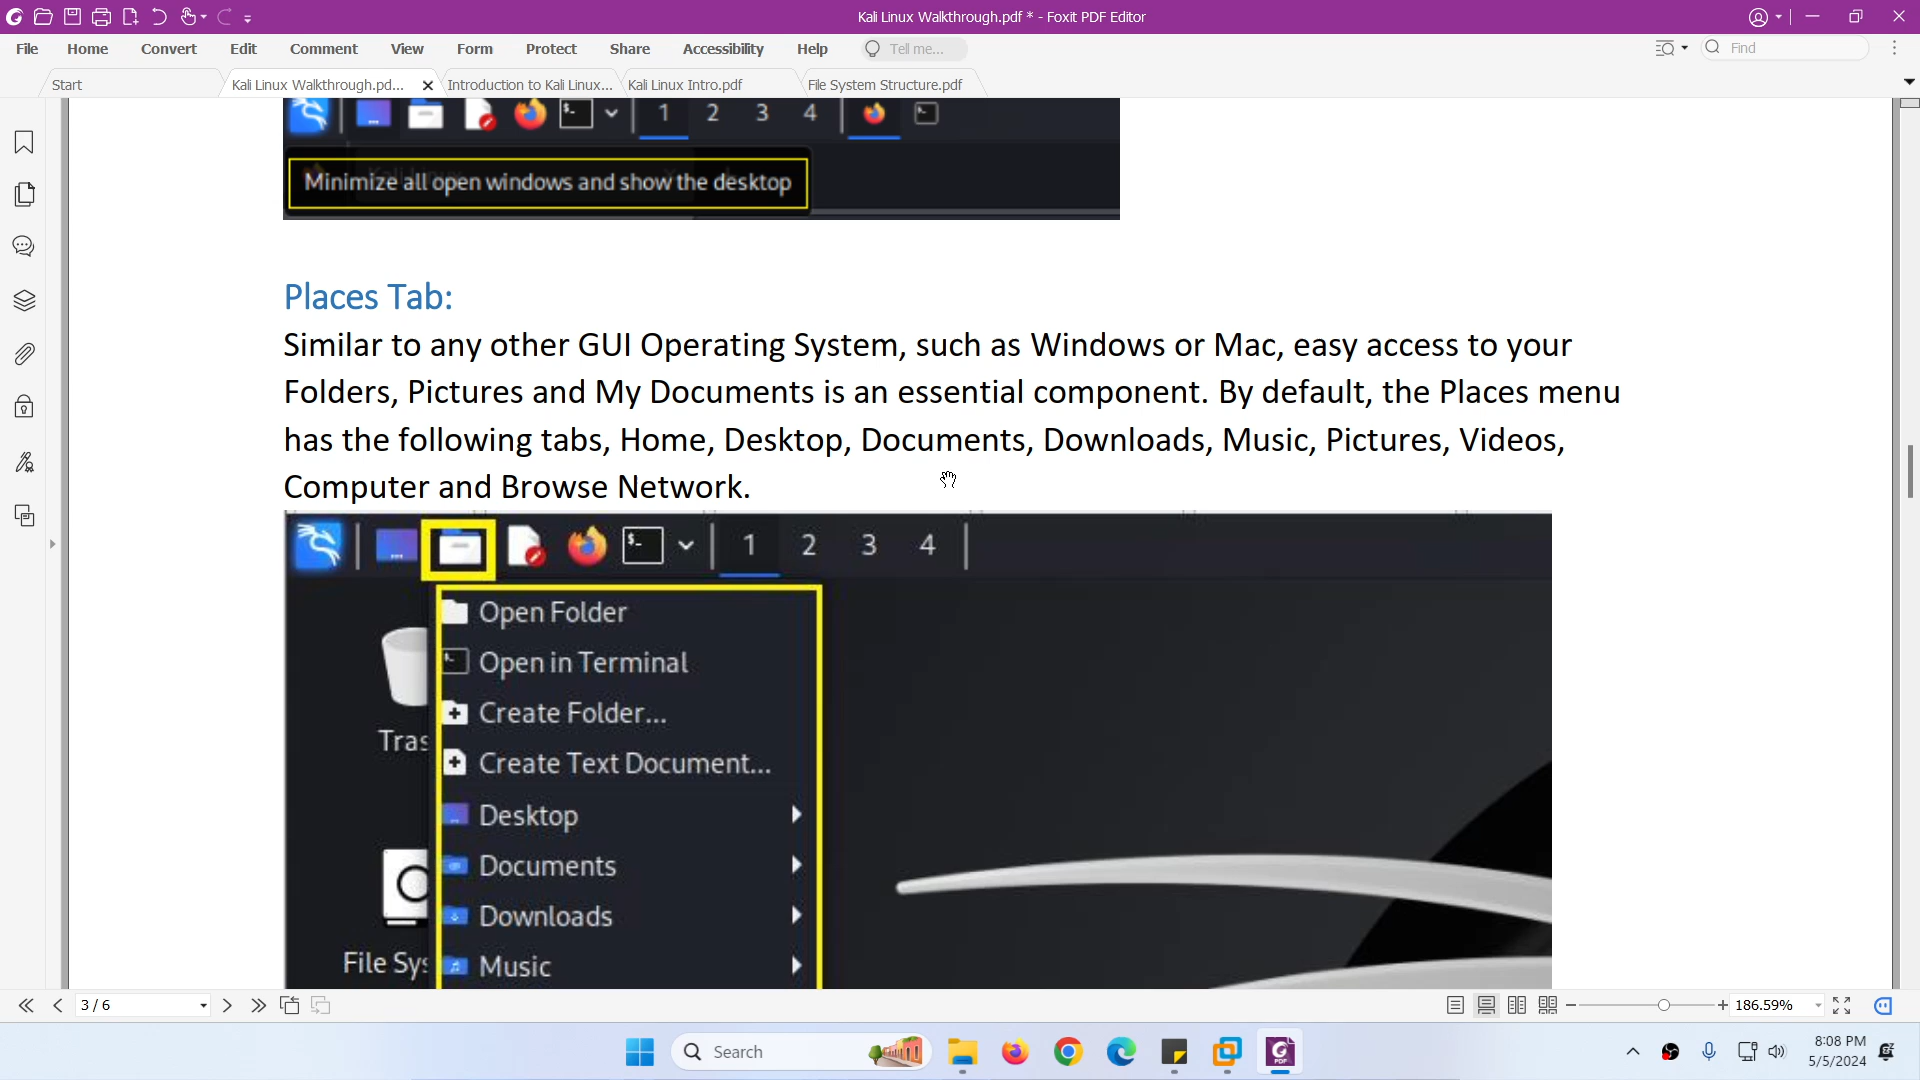 Kali Linux Walkthrough.pdf * - Foxit PDF Editor
File Home Convert Edit Comment View Form Protect Share Accessibility Help Tell me... Find
Start Kali Linux Walkthrough.pd... Introduction to Kali Linux... Kali Linux Intro.pdf File System Structure.pdf
1 2 3 4
Minimize all open windows and show the desktop
Places Tab:
Similar to any other GUI Operating System, such as Windows or Mac, easy access to your
Folders, Pictures and My Documents is an essential component. By default, the Places menu
has the following tabs, Home, Desktop, Documents, Downloads, Music, Pictures, Videos,
Computer and Browse Network.
1 2 3 4
Open Folder
Open in Terminal
Create Folder...
Tras
Create Text Document...
Desktop
Documents
Downloads
File Sys
Music
3 / 6
186.59%
Search
8:08 PM
5/5/2024